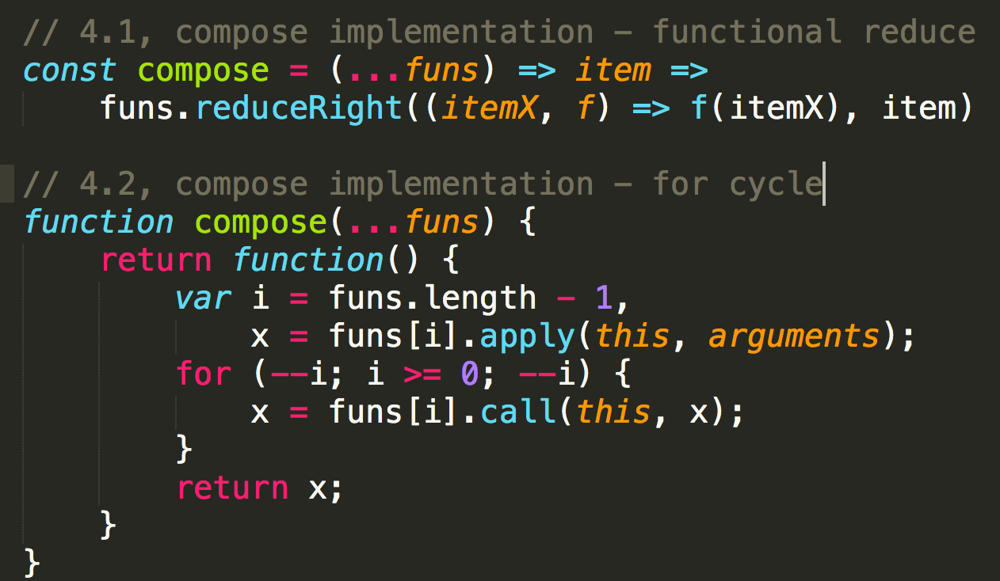 // 4.1, compose implementation - functional reduce
const compose = (...funs) => item =>
    funs.reduceRight((itemX, f) => f(itemX), item)

// 4.2, compose implementation - for cycle
function compose(...funs) {
    return function() {
        var i = funs.length - 1,
            x = funs[i].apply(this, arguments);
        for (--i; i >= 0; --i) {
            x = funs[i].call(this, x);
        }
        return x;
    }
}